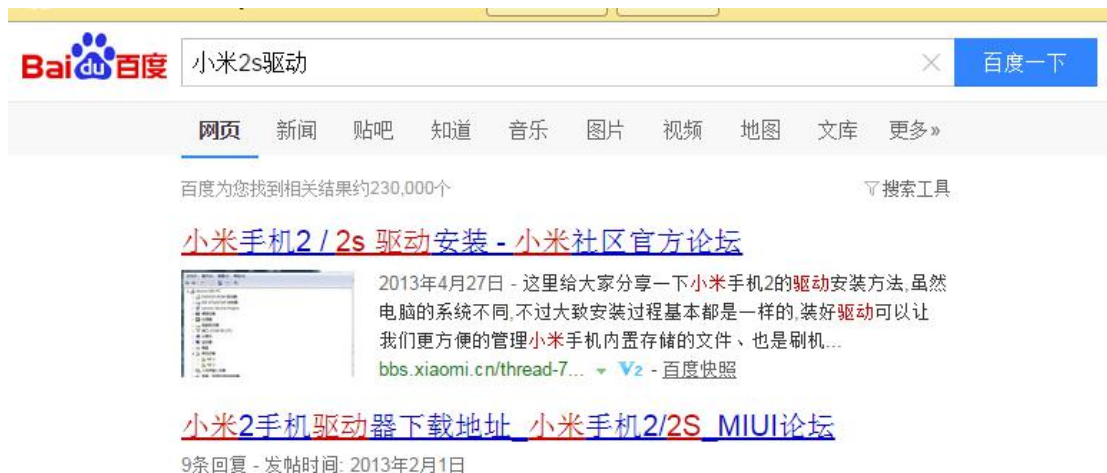 Bai du 百度
小米2s驱动
百度一下
网页 新闻 贴吧 知道 音乐 图片 视频 地图 文库 更多»
百度为您找到相关结果约230,000个
搜索工具
小米手机2 / 2s 驱动安装 - 小米社区官方论坛
2013年4月27日 - 这里给大家分享一下小米手机2的驱动安装方法,虽然
电脑的系统不同,不过大致安装过程基本都是一样的,装好驱动可以让
我们更方便的管理小米手机内置存储的文件、也是刷机...
bbs.xiaomi.cn/thread-7... V2 - 百度快照
小米2手机驱动器下载地址_小米手机2/2S_MIUI论坛
9条回复 - 发帖时间: 2013年2月1日